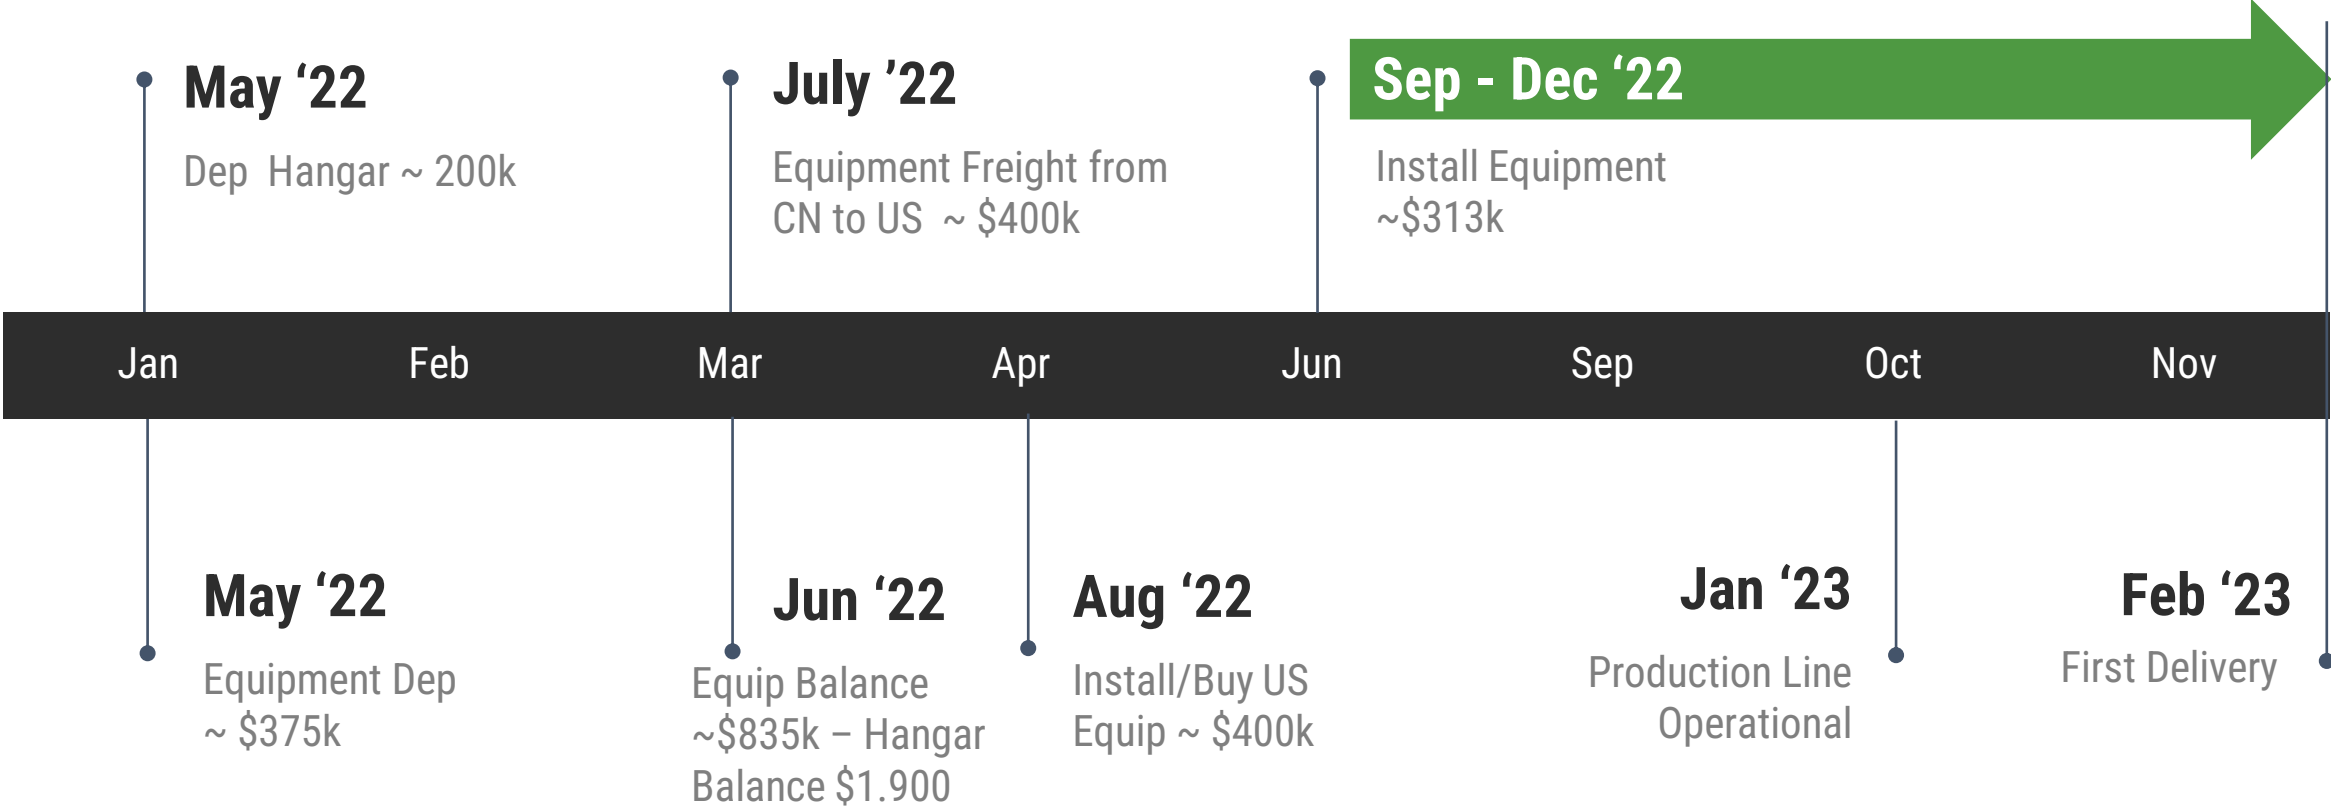 May ‘22
Dep  Hangar ~ 200k
July ’22
Equipment Freight from
CN to US  ~ $400k
Sep - Dec ‘22
Install Equipment
~$313k
Jan
Feb
Mar
Apr
Jun
Sep
Oct
Nov
May ‘22
Equipment Dep
~ $375k
Jun ‘22
Equip Balance
~$835k – Hangar
Balance $1.900
Aug ‘22
Install/Buy US
Equip ~ $400k
Jan ‘23
Production Line
Operational
Feb ‘23
First Delivery